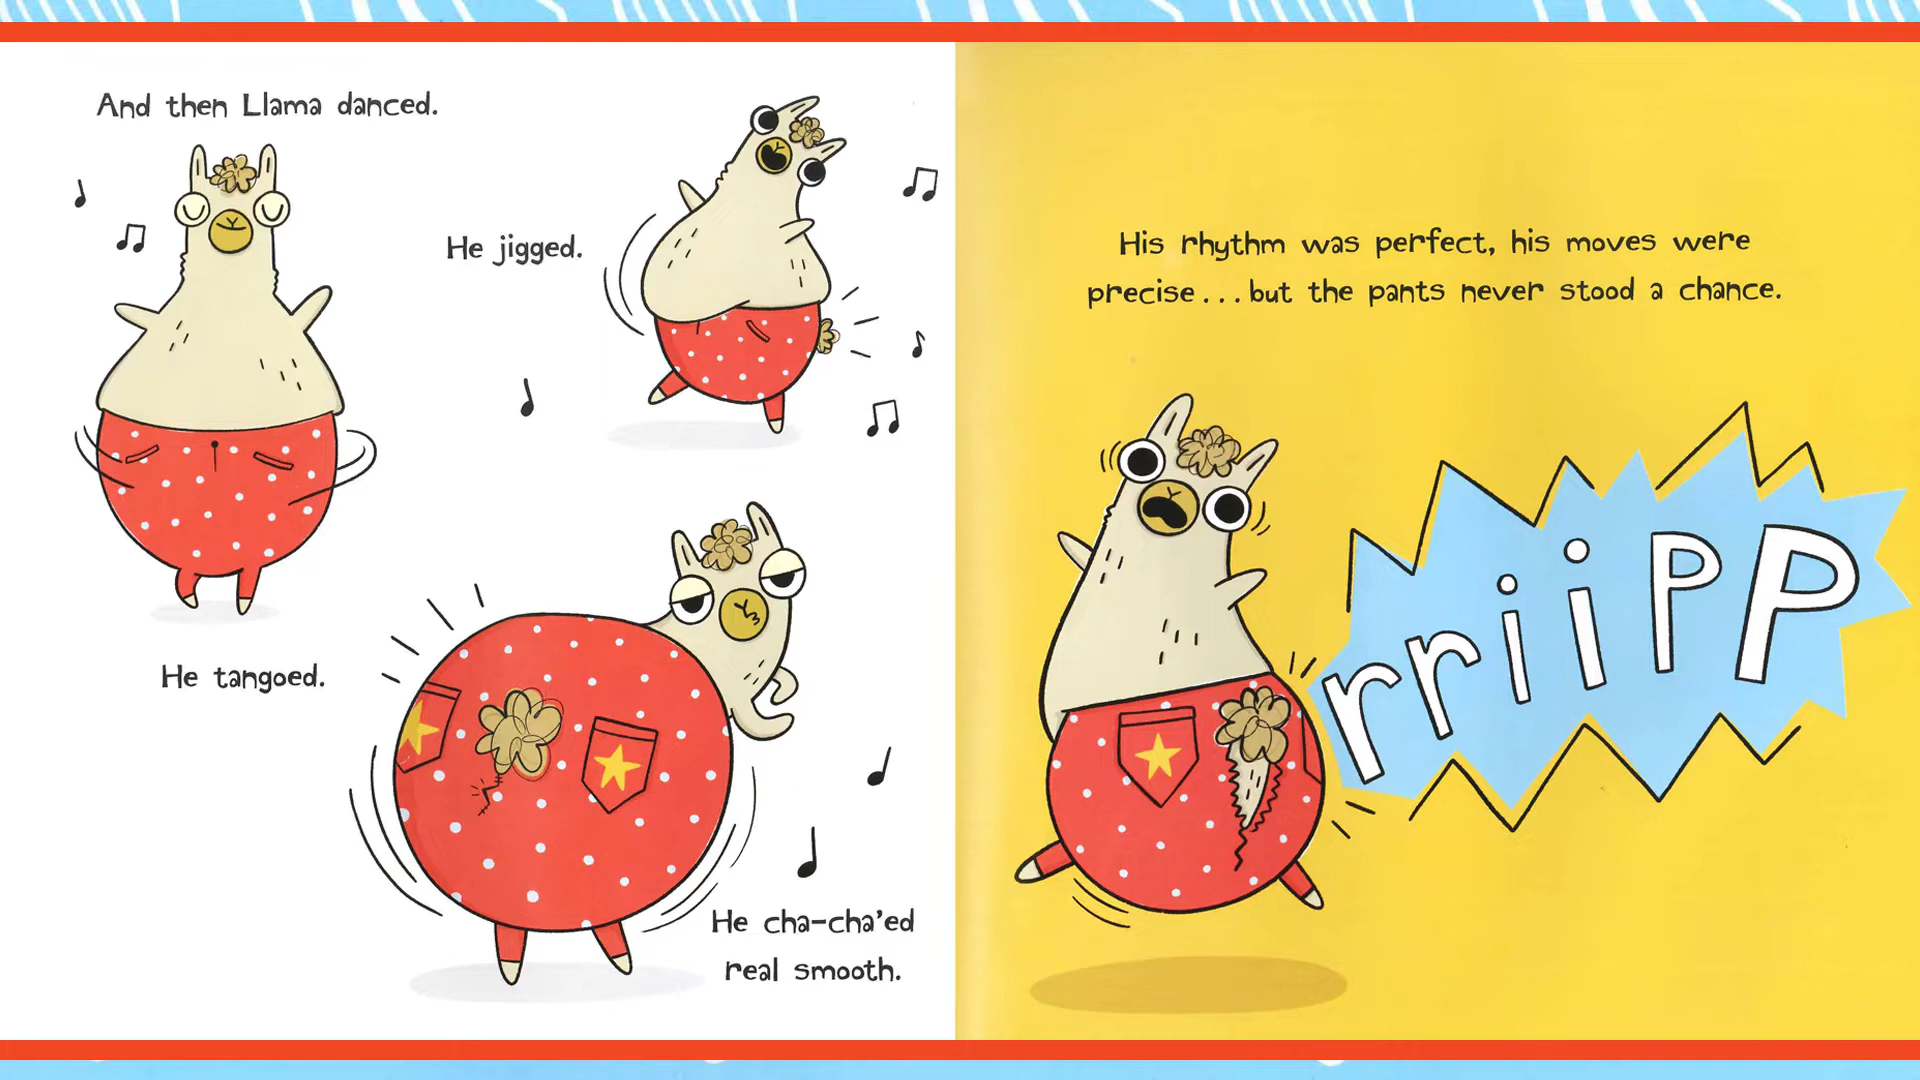 And then Llama danced.
He jigged.
He tangoed.
He cha-cha'ed
real smooth.
His rhythm was perfect, his moves were
precise...but the pants never stood a chance.
rriipp